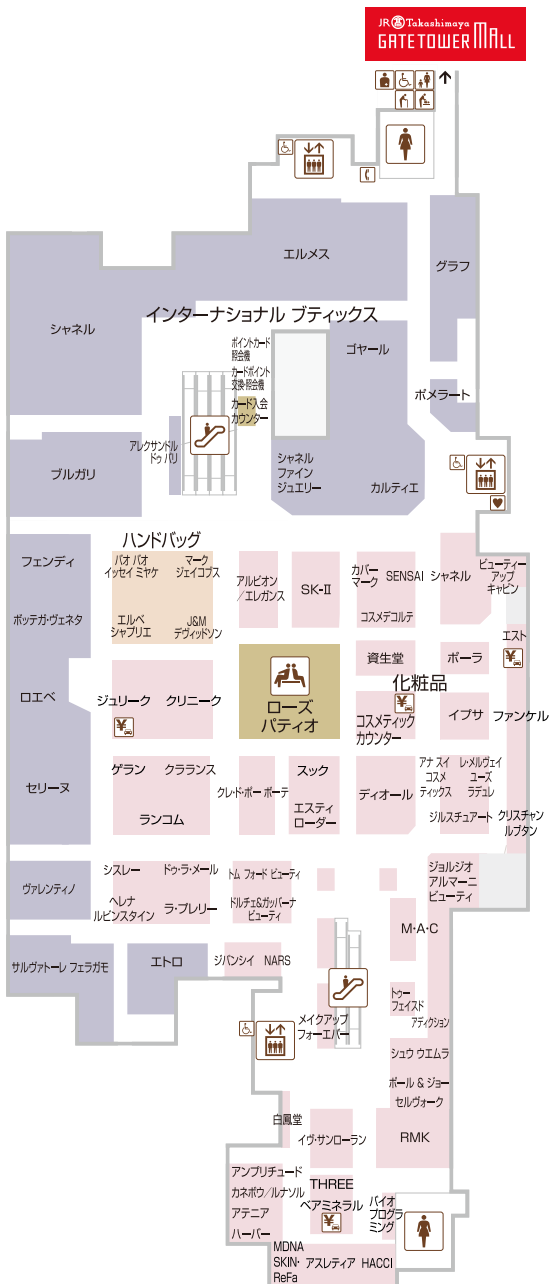 JR 髙 Takashimaya
GATETOWER MALL
エルメス
グラフ
シャネル
インターナショナル ブティックス
ポイントカード
照会機
カードポイント
交換・照会機
カード入会
カウンター
ゴヤール
ポメラート
アレクサンドル
ドゥ パリ
ブルガリ
シャネル
ファイン
ジュエリー
カルティエ
ハンドバッグ
フェンディ
バオ バオ
イッセイ ミヤケ
マーク
ジェイコブス
アルビオン
/エレガンス
SK-II
カバー
マーク
SENSAI
シャネル
ビューティー
アップ
キャビン
ボッテガ・ヴェネタ
エルベ
シャプリエ
J&M
デヴィッドソン
コスメデコルテ
資生堂
ポーラ
エスト
¥
ロエベ
ジュリーク
クリニーク
¥
ローズ
パティオ
化粧品
¥
コスメティック
カウンター
イプサ
ファンケル
ゲラン
クラランス
ランコム
セリーヌ
クレ・ド・ポー ボーテ
スック
エスティ
ローダー
ディオール
アナ スイ
コスメ
ティックス
レ・メルヴェイ
ユーズ
ラデュレ
ジルスチュアート
クリスチャン
ルブタン
ヴァレンティノ
シスレー
ドゥ・ラ・メール
ヘレナ
ルビンスタイン
ラ・プレリー
トム フォード ビューティ
ドルチェ&ガッバーナ
ビューティ
ジョルジオ
アルマーニ
ビューティ
M・A・C
サルヴァトーレ フェラガモ
エトロ
ジバンシイ
NARS
トゥー
フェイスド
アディクション
メイクアップ
フォーエバー
シュウ ウエムラ
ポール & ジョー
セルヴォーク
白鳳堂
イヴ・サンローラン
RMK
アンプリチュード
カネボウ/ルナソル
アテニア
ハーバー
THREE
ベアミネラル
¥
バイオ
プログラ
ミング
MDNA
SKIN・
ReFa
アスレティア
HACCI